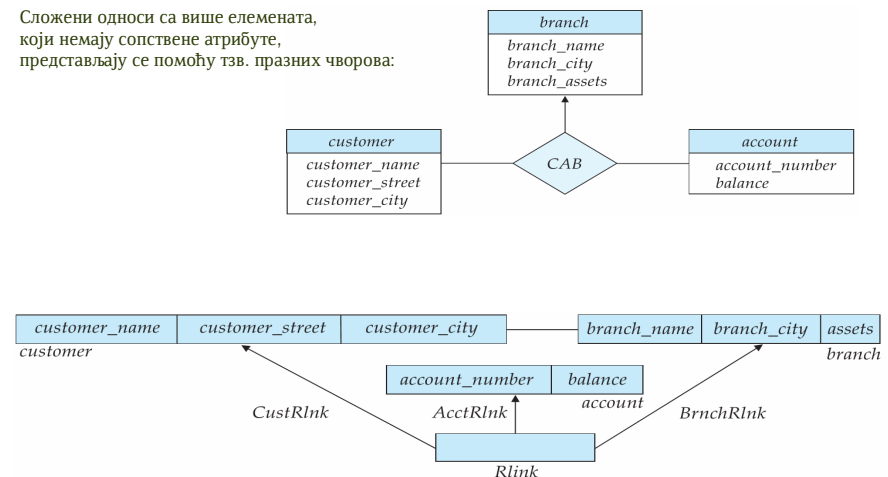 Сложени односи са више елемената,
који немају сопствене атрибуте,
представљају се помоћу тзв. празних чворова:
branch
branch_name
branch_city
branch_assets
customer
customer_name
customer_street
customer_city
CAB
account
account_number
balance
customer_name customer_street customer_city
customer
branch_name branch_city assets
branch
account_number balance
account
CustRlnk
AcctRlnk
BrnchRlnk
Rlink